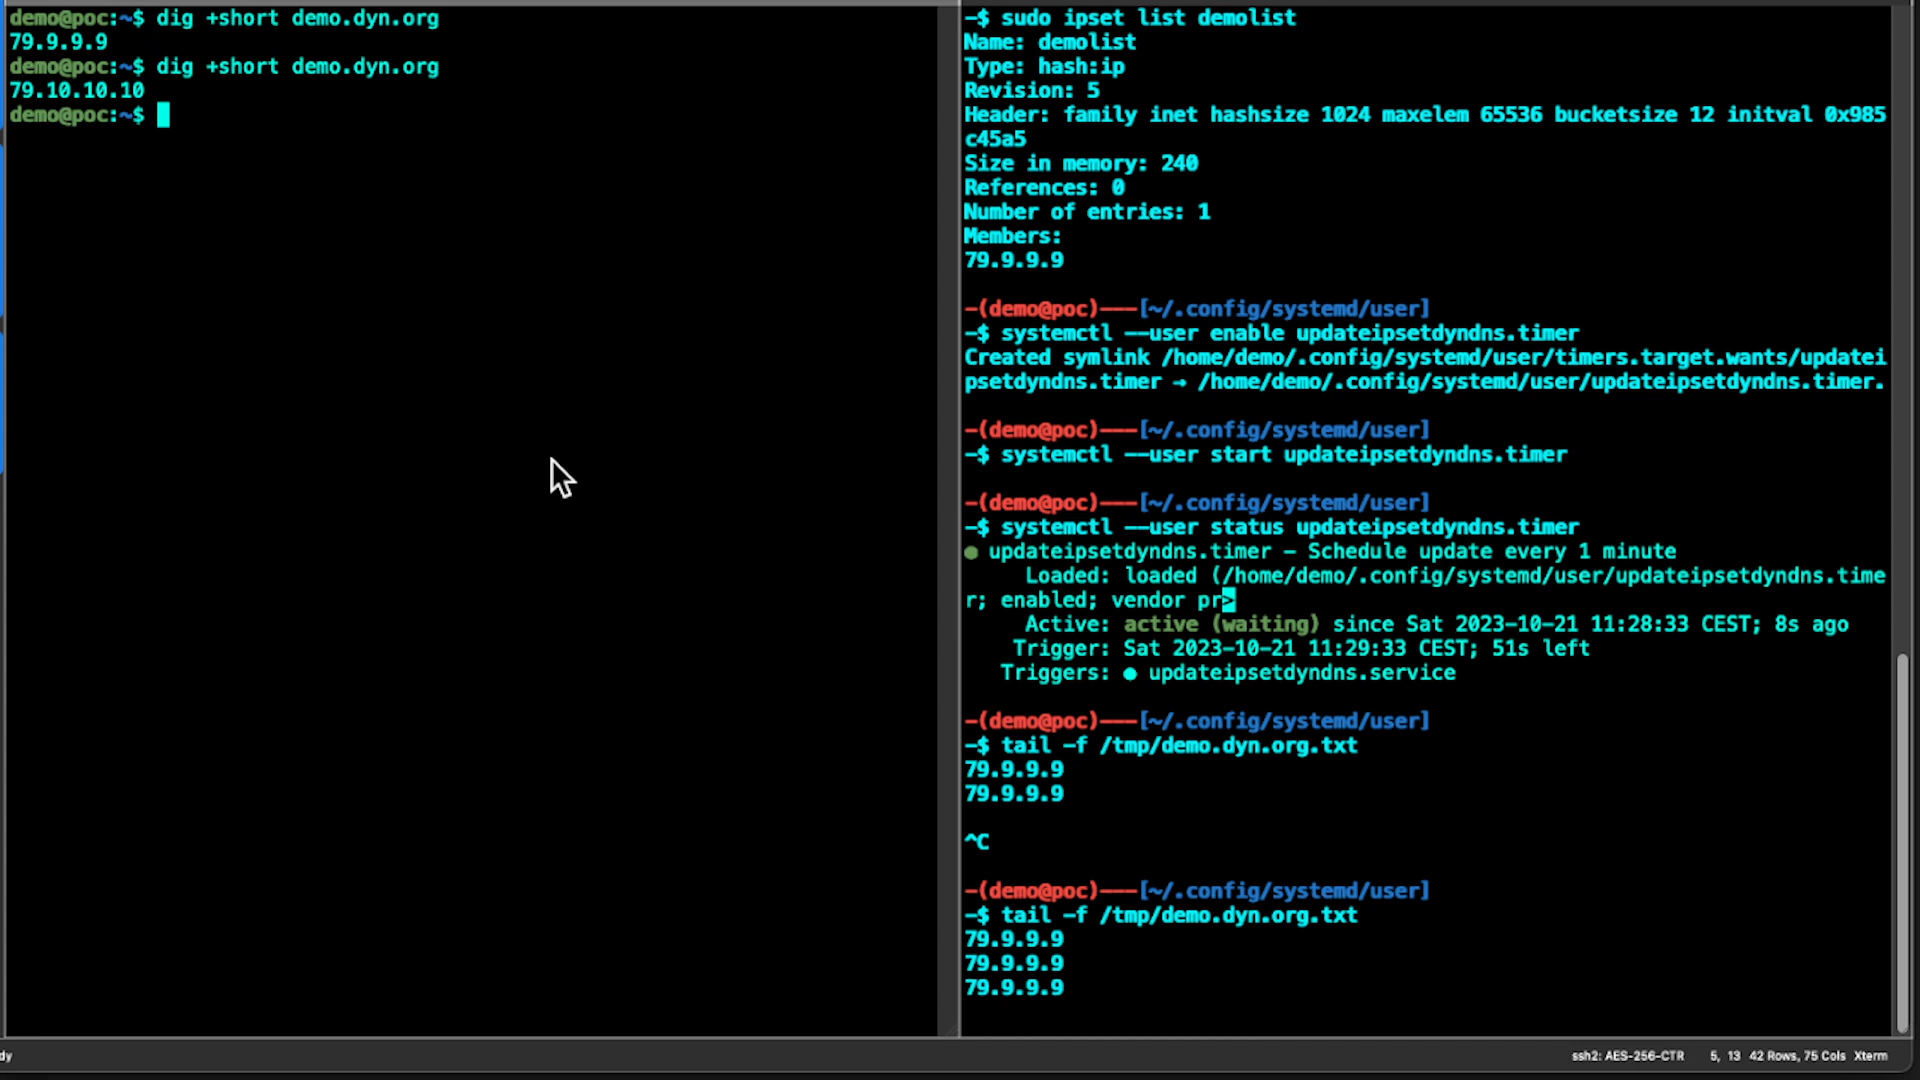 demo@poc:~$ dig +short demo.dyn.org
79.9.9.9
demo@poc:~$ dig +short demo.dyn.org
79.10.10.10
demo@poc:~$
-$ sudo ipset list demolist
Name: demolist
Type: hash:ip
Revision: 5
Header: family inet hashsize 1024 maxelem 65536 bucketsize 12 initval 0x985
c45a5
Size in memory: 240
References: 0
Number of entries: 1
Members:
79.9.9.9
-(demo@poc)---[~/.config/systemd/user]
-$ systemctl --user enable updateipsetdyndns.timer
Created symlink /home/demo/.config/systemd/user/timers.target.wants/updatei
psetdyndns.timer → /home/demo/.config/systemd/user/updateipsetdyndns.timer.
-(demo@poc)---[~/.config/systemd/user]
-$ systemctl --user start updateipsetdyndns.timer
-(demo@poc)---[~/.config/systemd/user]
-$ systemctl --user status updateipsetdyndns.timer
● updateipsetdyndns.timer - Schedule update every 1 minute
Loaded: loaded (/home/demo/.config/systemd/user/updateipsetdyndns.time
r; enabled; vendor pr>
Active: active (waiting) since Sat 2023-10-21 11:28:33 CEST; 8s ago
Trigger: Sat 2023-10-21 11:29:33 CEST; 51s left
Triggers: ● updateipsetdyndns.service
-(demo@poc)---[~/.config/systemd/user]
-$ tail -f /tmp/demo.dyn.org.txt
79.9.9.9
79.9.9.9
^C
-(demo@poc)---[~/.config/systemd/user]
-$ tail -f /tmp/demo.dyn.org.txt
79.9.9.9
79.9.9.9
79.9.9.9
dy
ssh2: AES-256-CTR 5, 13 42 Rows, 75 Cols Xterm